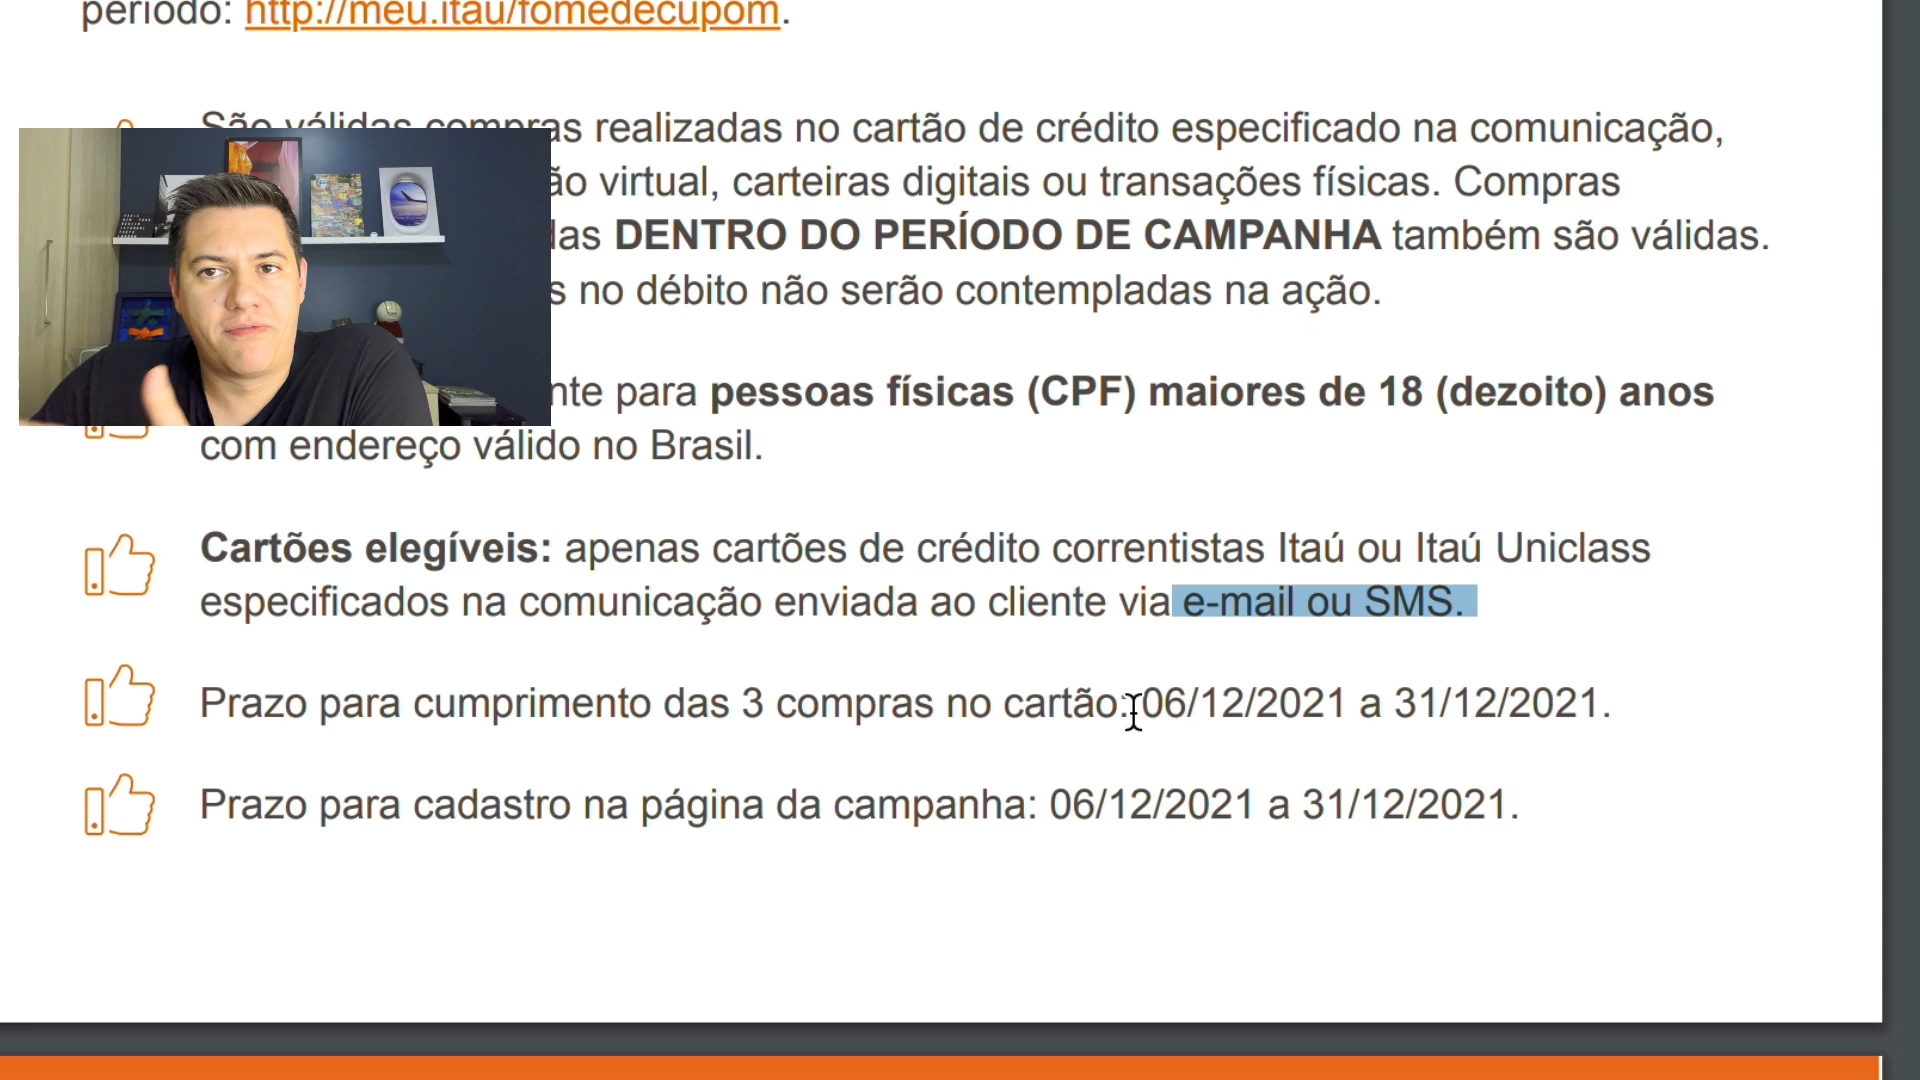 período: http://meu.itau/fomedecupom.
São válidas compras realizadas no cartão de crédito especificado na comunicação,
ão virtual, carteiras digitais ou transações físicas. Compras
das DENTRO DO PERÍODO DE CAMPANHA também são válidas.
s no débito não serão contempladas na ação.
nte para pessoas físicas (CPF) maiores de 18 (dezoito) anos
com endereço válido no Brasil.
Cartões elegíveis: apenas cartões de crédito correntistas Itaú ou Itaú Uniclass
especificados na comunicação enviada ao cliente via e-mail ou SMS.
Prazo para cumprimento das 3 compras no cartão: 06/12/2021 a 31/12/2021.
Prazo para cadastro na página da campanha: 06/12/2021 a 31/12/2021.